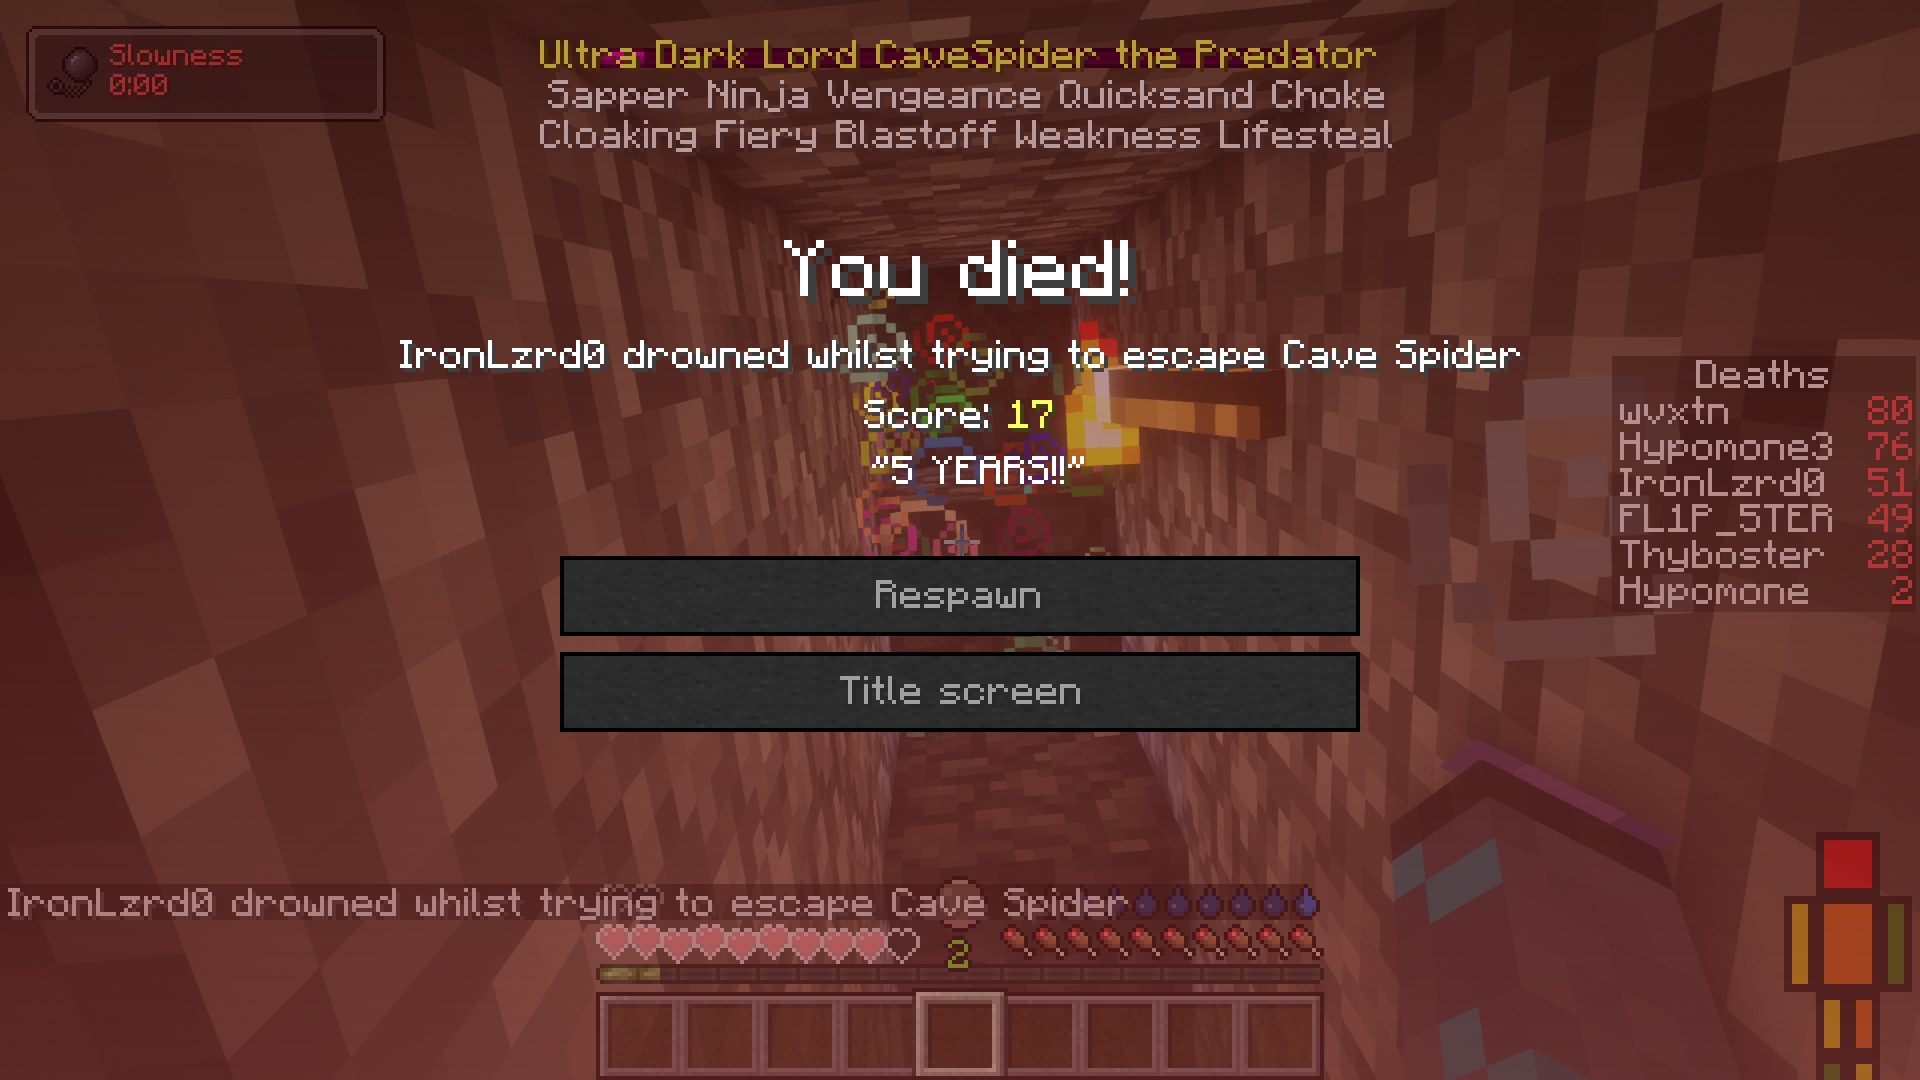 Slowness
0:00
Ultra Dark Lord CaveSpider the Predator
Sapper Ninja Vengeance Quicksand Choke
Cloaking Fiery Blastoff Weakness Lifesteal
You died!
IronLzrd0 drowned whilst trying to escape Cave Spider
Score: 17
"5 YEARS!!"
Respawn
Title screen
Deaths
wvxtn 80
Hypomone3 76
IronLzrd0 51
FL1P_5TER 49
Thyboster 28
Hypomone 2
IronLzrd0 drowned whilst trying to escape Cave Spider
2